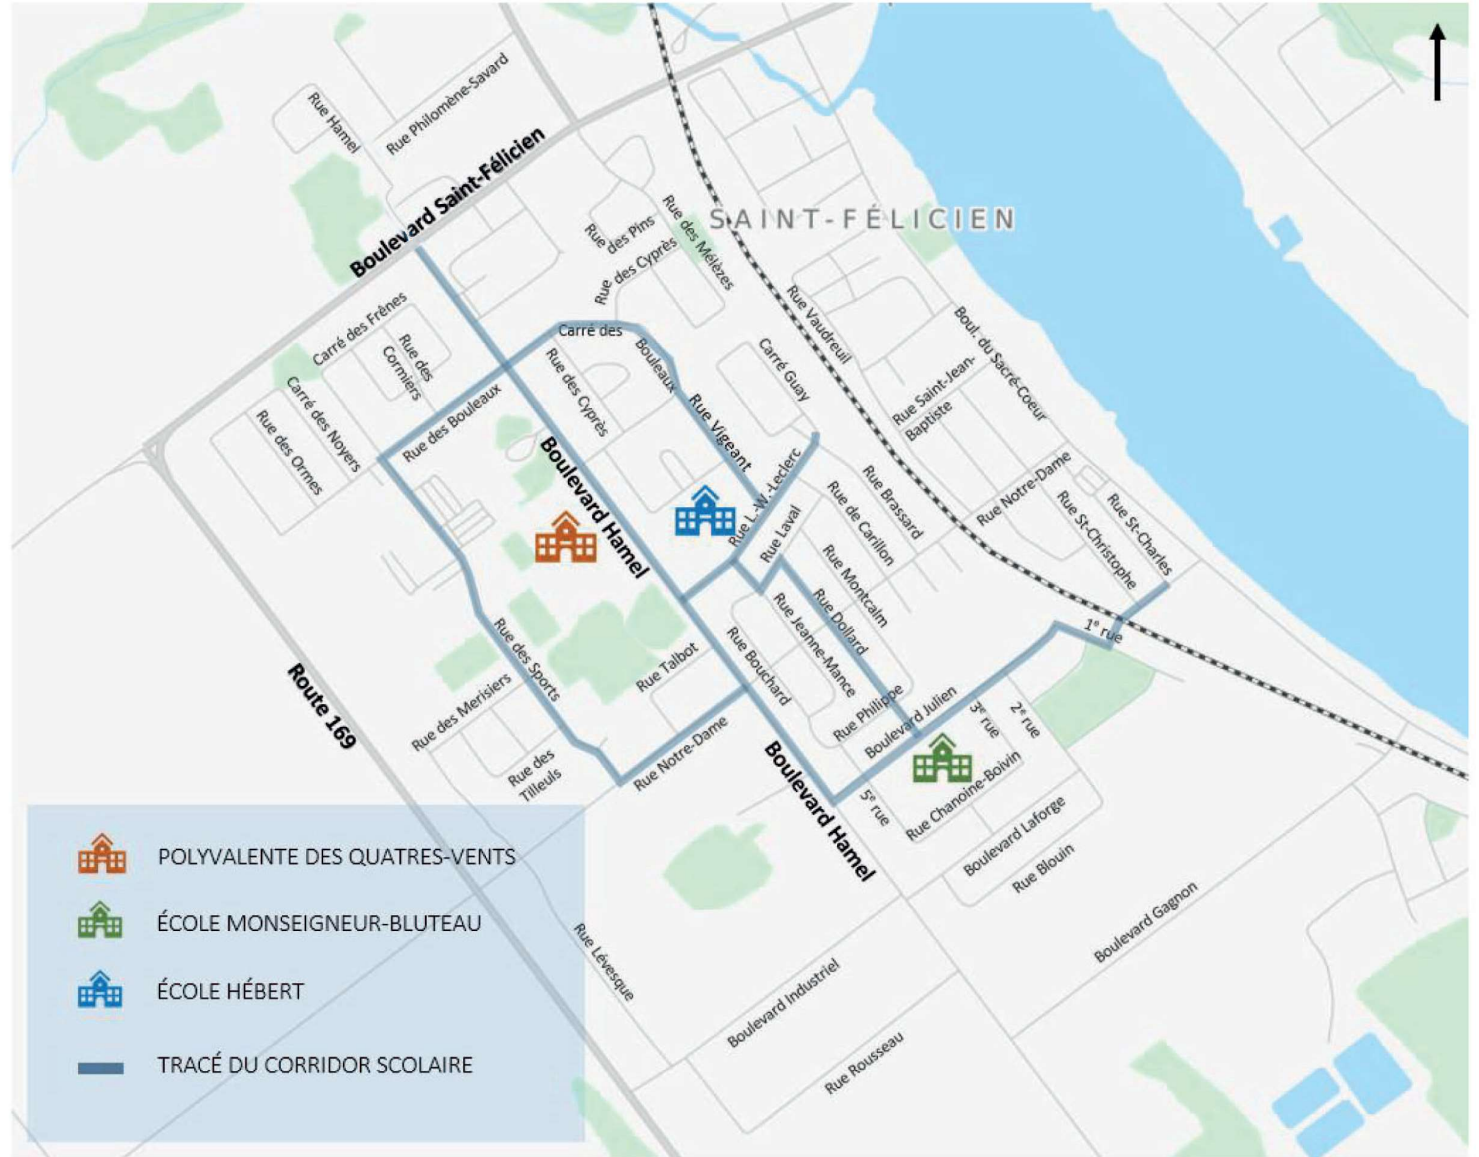 Rue Hamel
Rue Philomène-Savard
Boulevard Saint-Félicien
Rue des Pins
Rue des Cyprès
Rue des Mélèzes
SAINT-FÉLICIEN
Carré des Frênes
Rue des
Cormiers
Carré des Noyers
Rue des Ormes
Rue des Bouleaux
Carré des
Bouleaux
Rue des Cyprès
Rue Vigeant
Carré Guay
Rue Vaudreuil
Boul. du Sacré-Coeur
Rue Saint-Jean-
Baptiste
Rue Notre-Dame
Rue St-Christophe
Rue St-Charles
Boulevard Hamel
Rue L.-W.-Leclerc
Rue Laval
Rue de Carillon
Rue Brassard
Rue Montcalm
Rue Dollard
Rue Jeanne-Mance
Rue Bouchard
Rue Talbot
Rue des Sports
Rue des Merisiers
Rue des
Tilleuls
Rue Notre-Dame
Route 169
Rue Philippe
Boulevard Julien
1e rue
2e rue
3e rue
5e rue
Boulevard Hamel
Rue Chanoine-Boivin
Boulevard Laforge
Rue Blouin
Boulevard Gagnon
Rue Lévesque
Boulevard Industriel
Rue Rousseau
POLYVALENTE DES QUATRES-VENTS
ÉCOLE MONSEIGNEUR-BLUTEAU
ÉCOLE HÉBERT
TRACÉ DU CORRIDOR SCOLAIRE